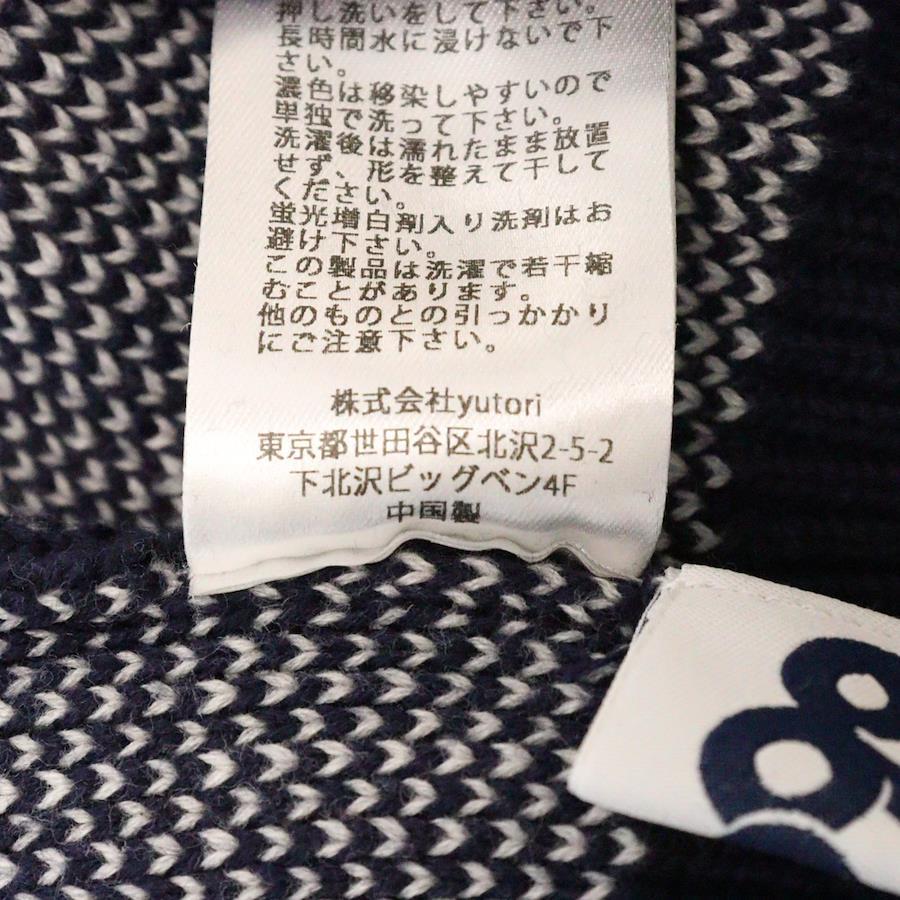 押し洗いをして下さい。
長時間水に浸けないで下
さい。
濃色は移染しやすいので
単独で洗って下さい。
洗濯後は濡れたまま放置
せず、形を整えて干して
ください。
蛍光増白剤入り洗剤はお
避け下さい。
この製品は洗濯で若干縮
むことがあります。
他のものとの引っかかり
にご注意下さい。
株式会社yutori
東京都世田谷区北沢2-5-2
下北沢ビッグベン4F
中国製